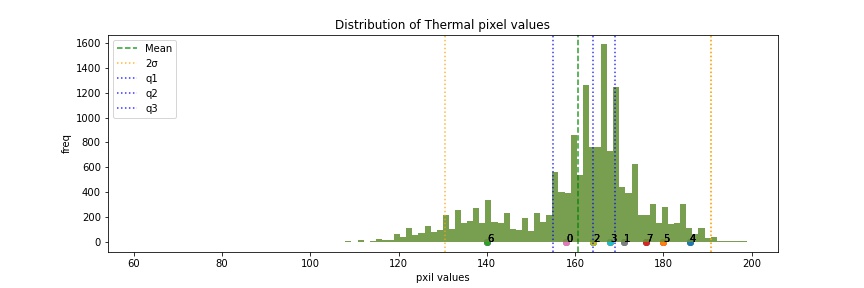 Distribution of Thermal pixel values
freq
1600
1400
1200
1000
800
600
400
200
0
Mean
2σ
q1
q2
q3
6 0 2 3 1 7 5 4
60 80 100 120 140 160 180 200
pxil values